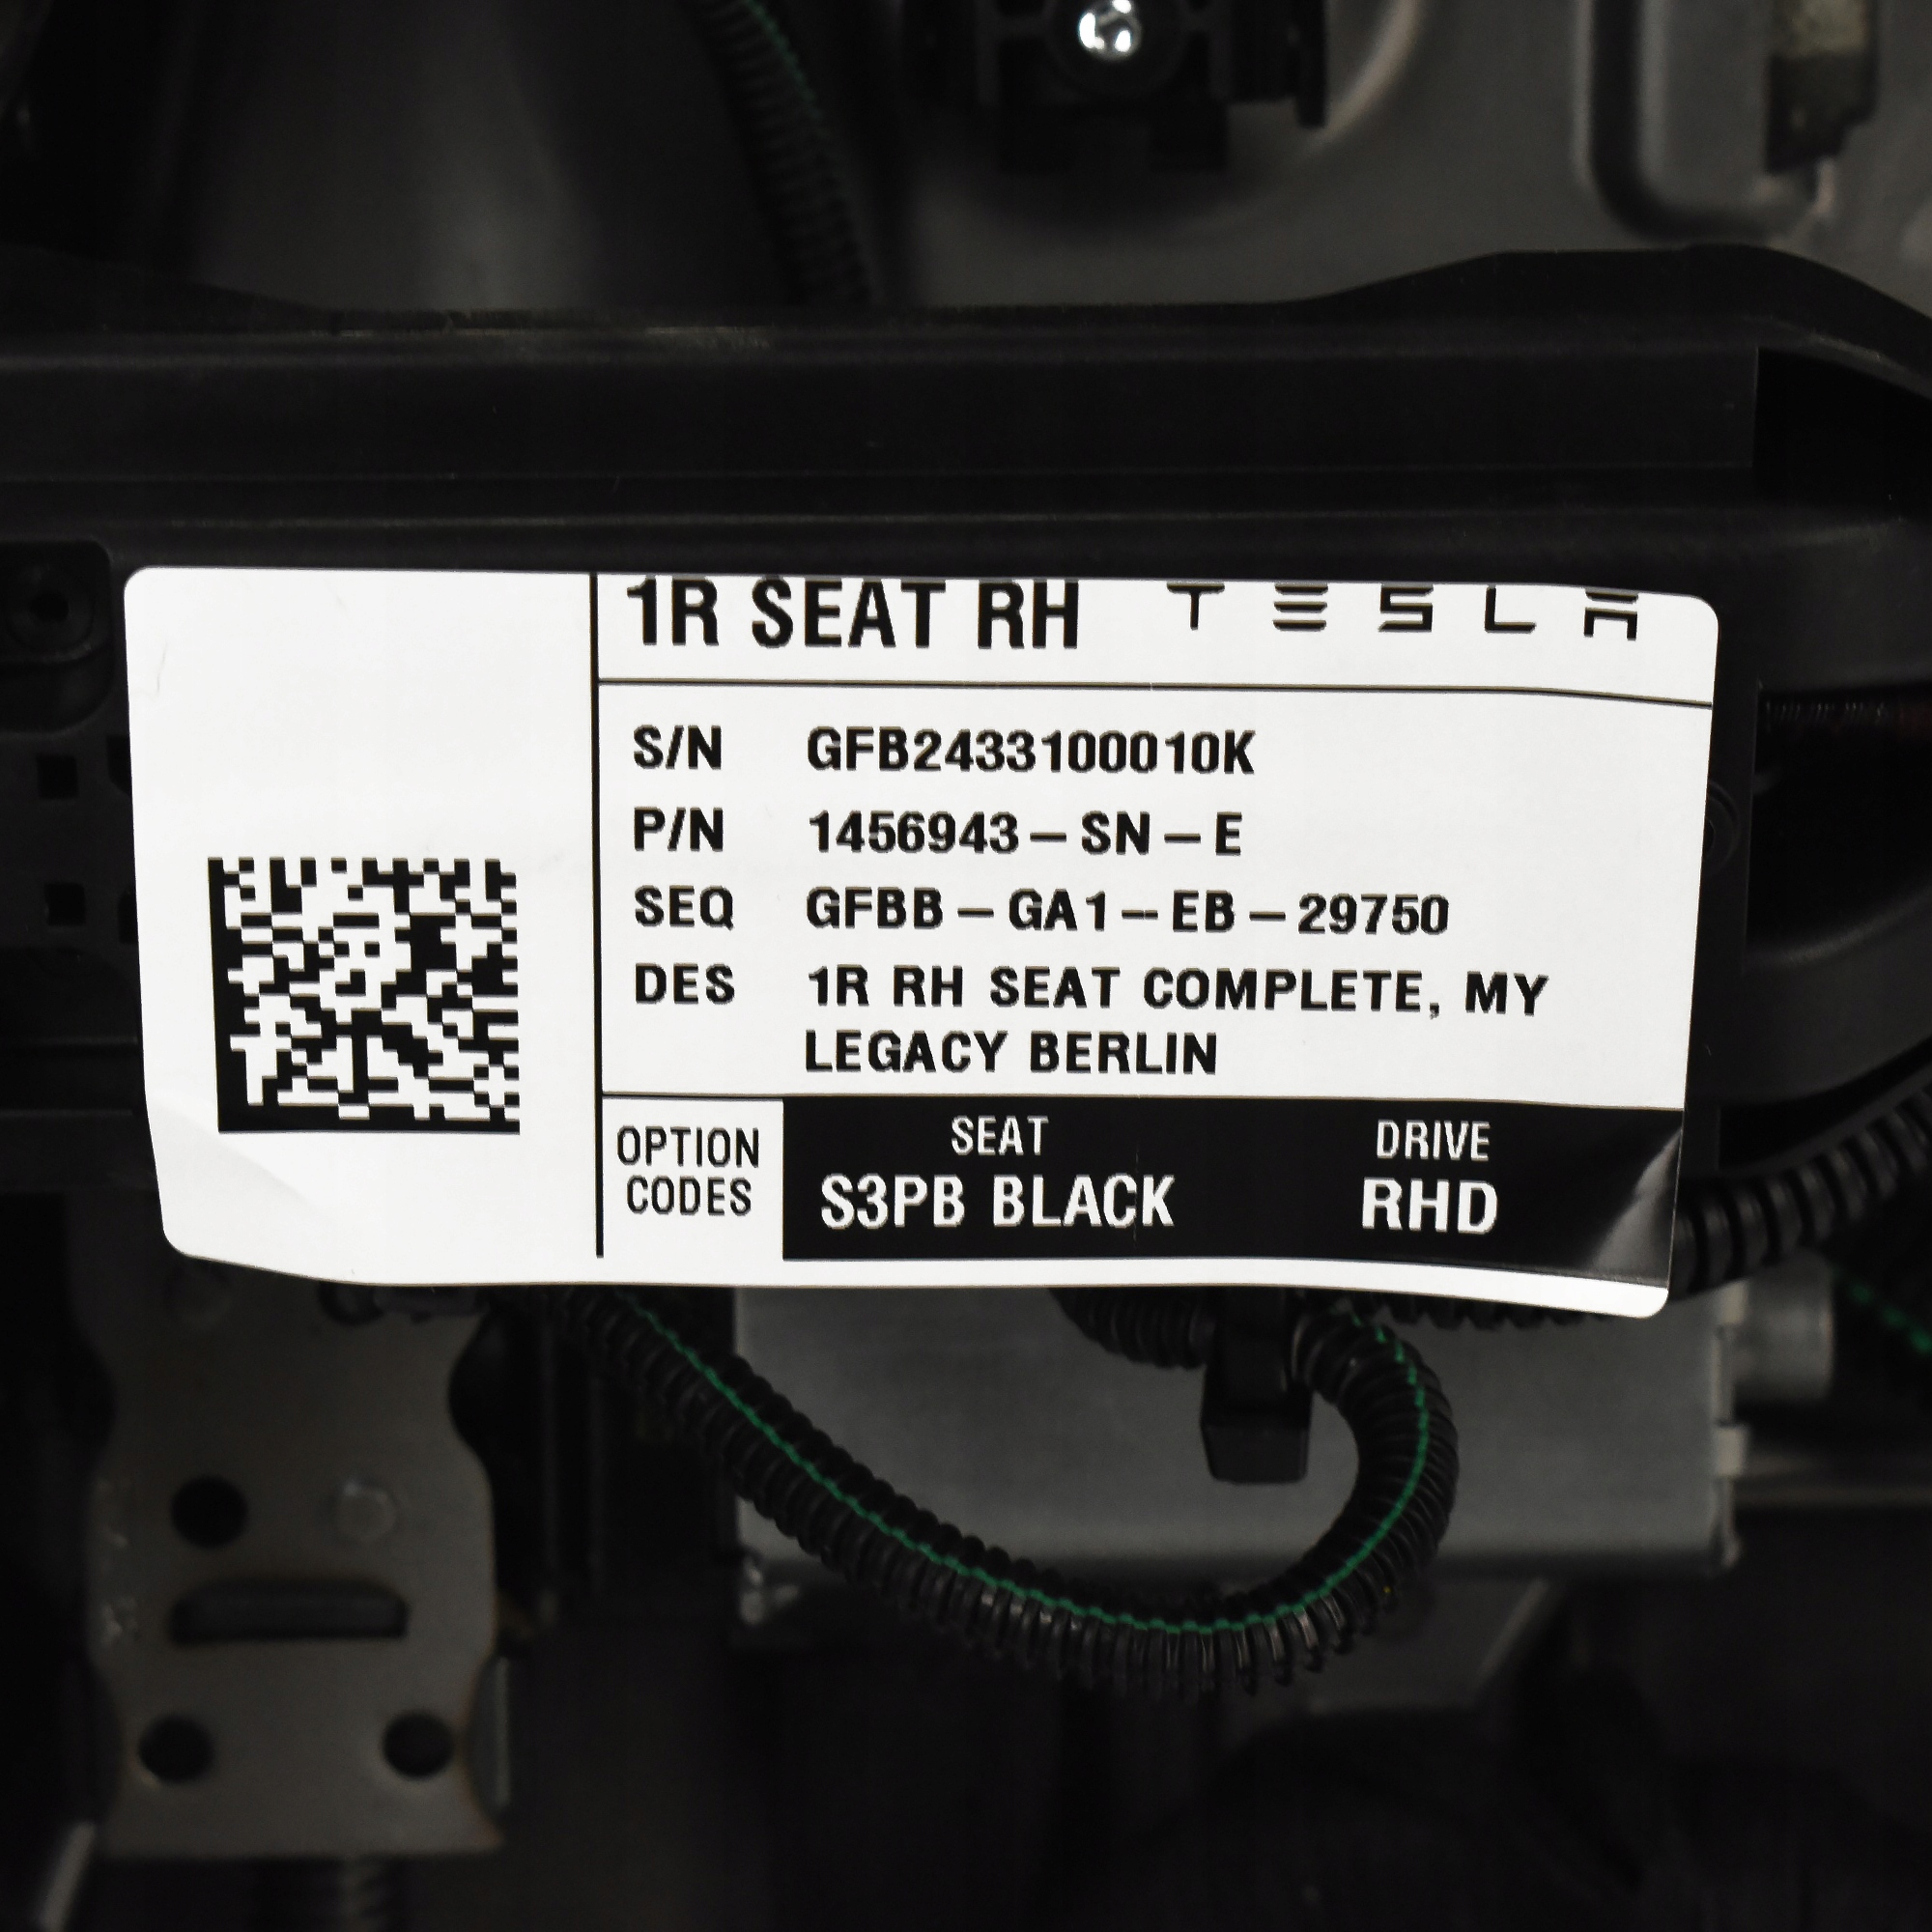 1R SEAT RH TESLA
S/N GFB2433100010K
P/N 1456943-SN-E
SEQ GFBB-GA1-EB-29750
DES 1R RH SEAT COMPLETE, MY
LEGACY BERLIN
OPTION CODES
SEAT
S3PB BLACK
DRIVE
RHD